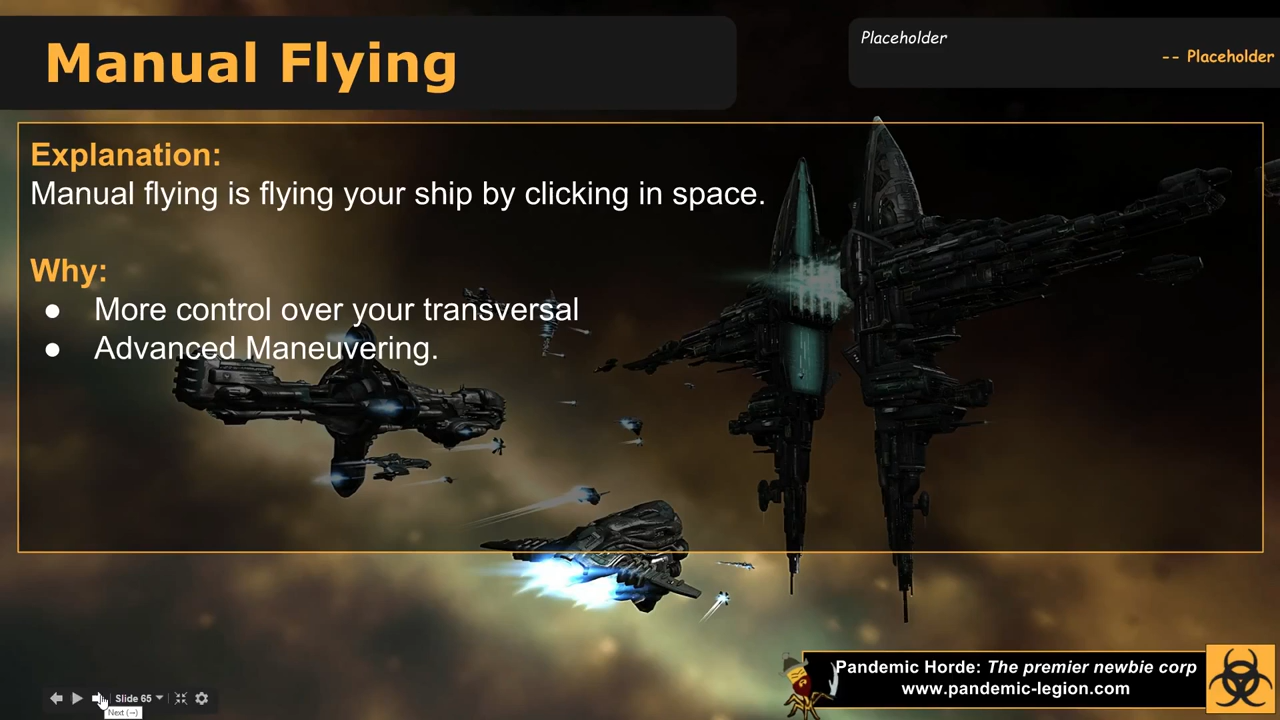 Manual Flying
Placeholder
-- Placeholder
Explanation:
Manual flying is flying your ship by clicking in space.
Why:
● More control over your transversal
● Advanced Maneuvering.
Pandemic Horde: The premier newbie corp
www.pandemic-legion.com
Slide 65
Next (→)